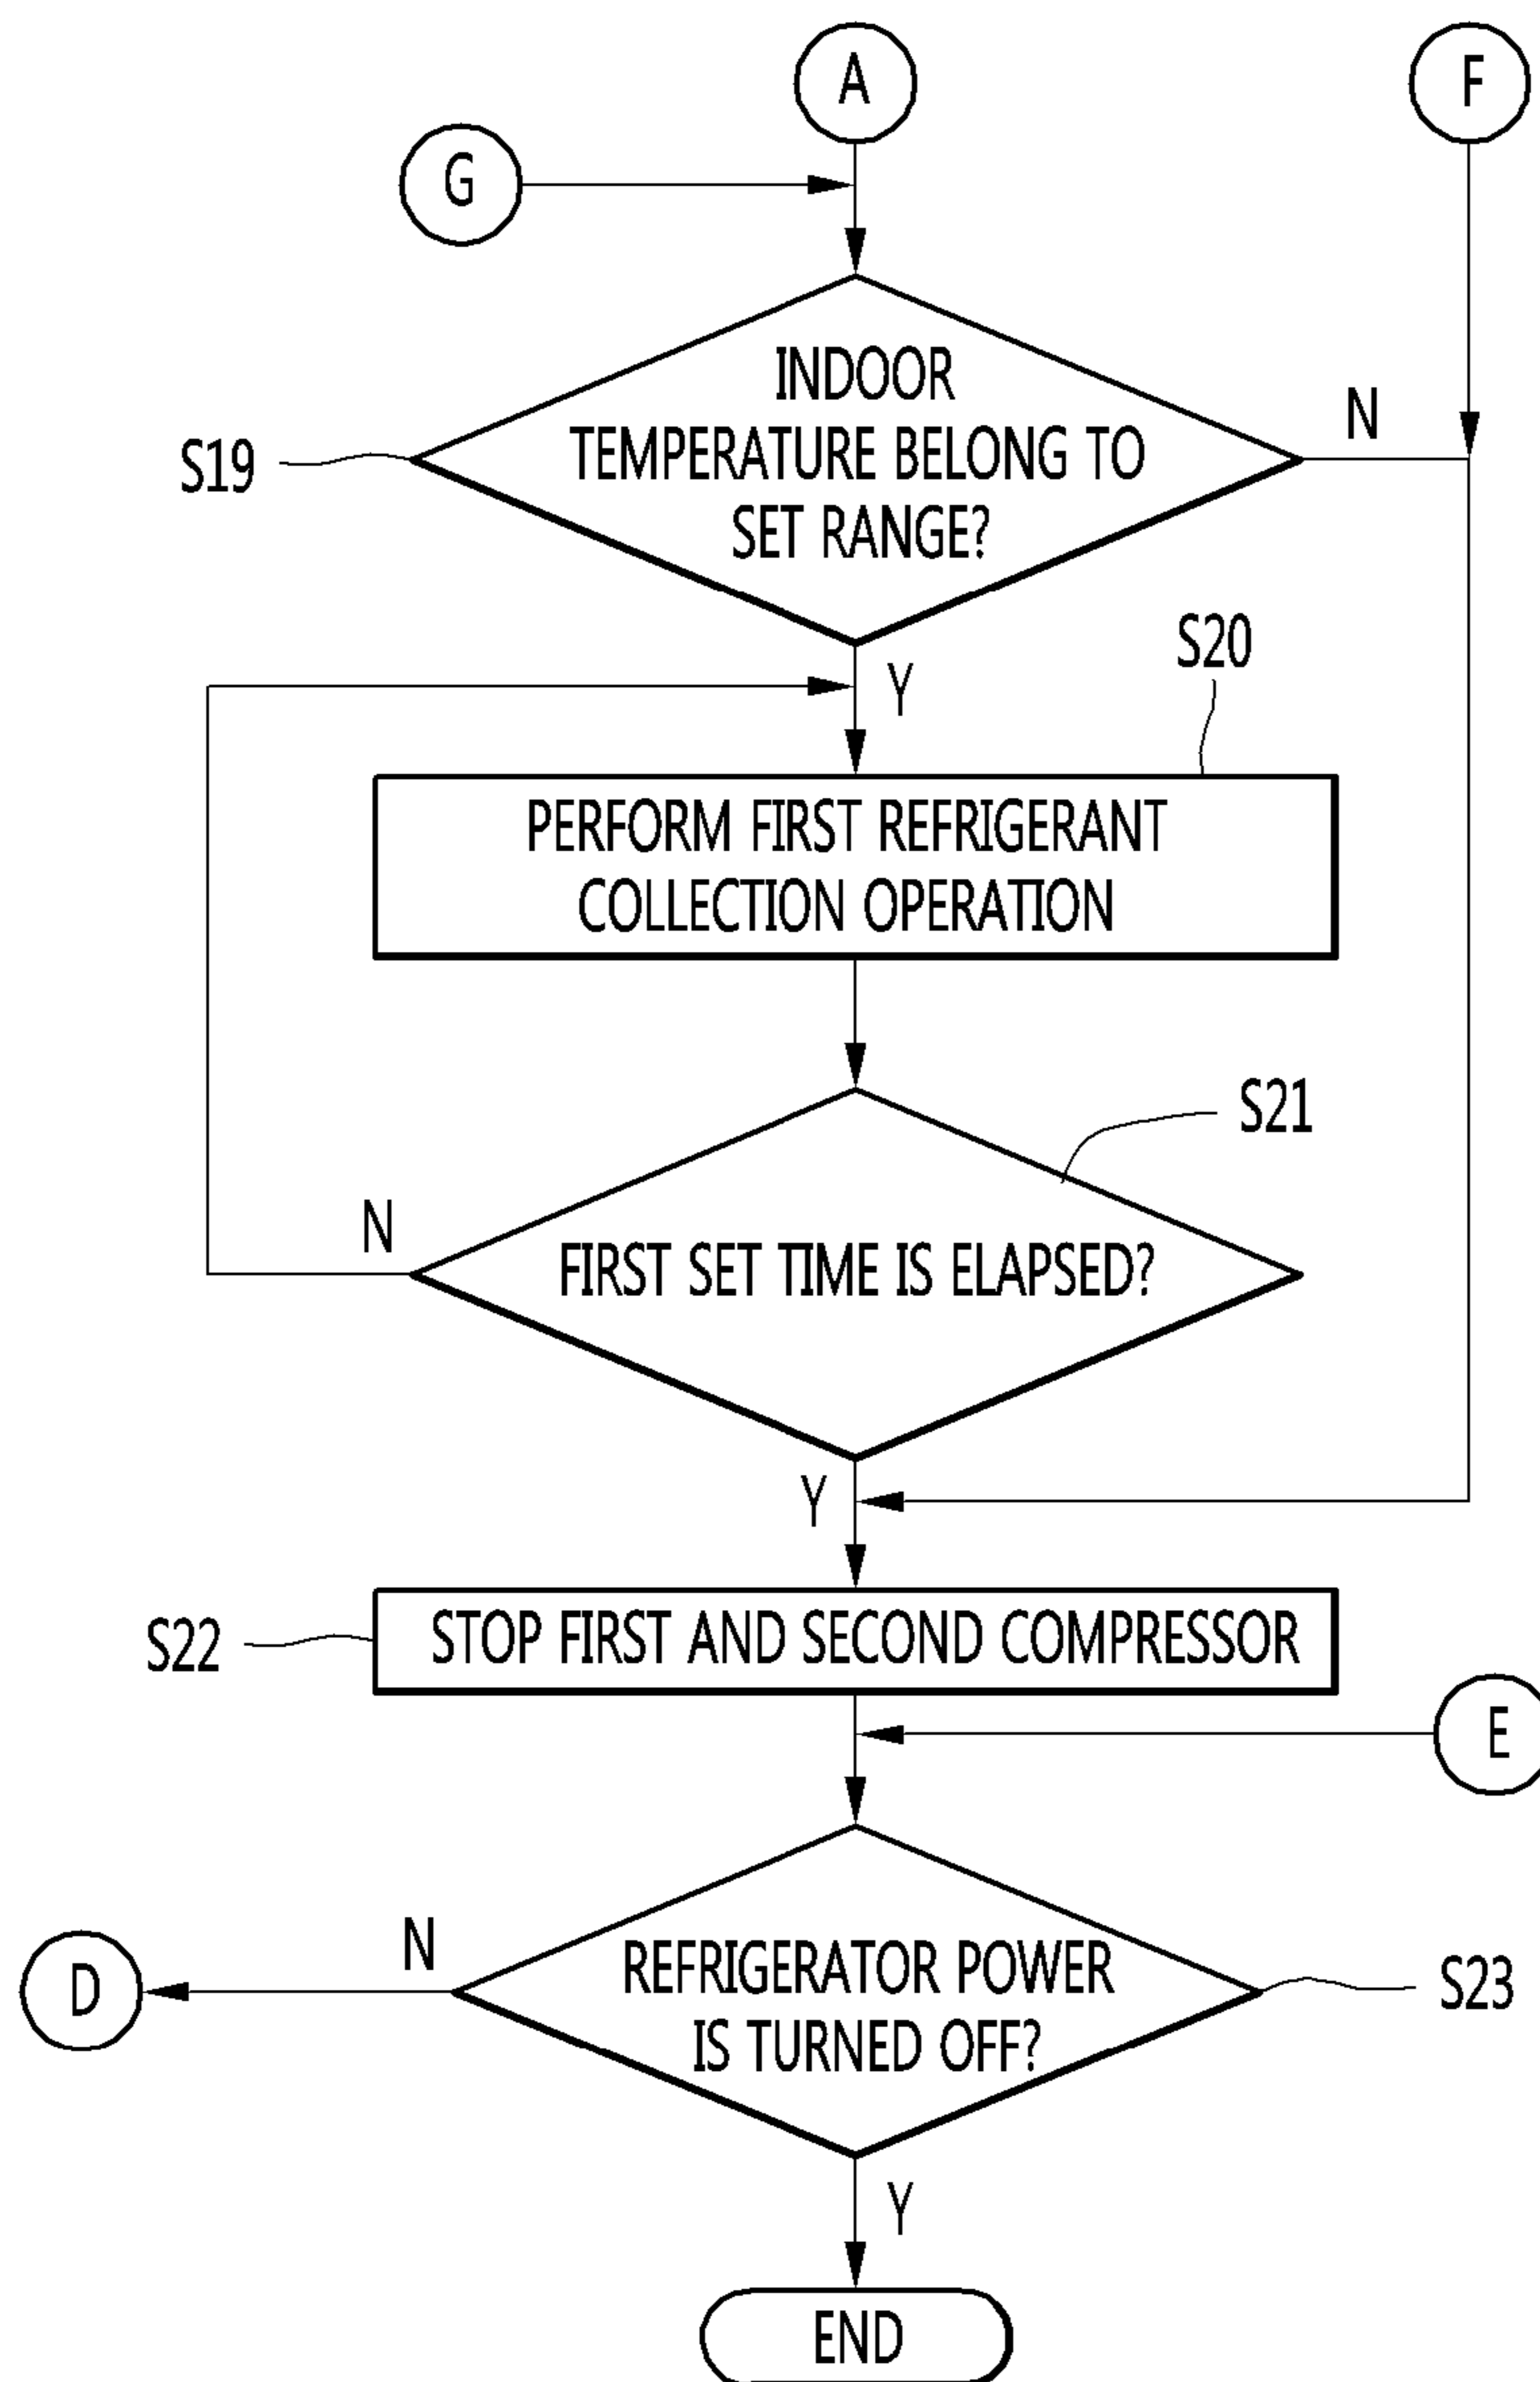 A
F
G
INDOOR
TEMPERATURE BELONG TO
SET RANGE?
N
S19
Y
S20
PERFORM FIRST REFRIGERANT
COLLECTION OPERATION
S21
N
FIRST SET TIME IS ELAPSED?
Y
S22
STOP FIRST AND SECOND COMPRESSOR
E
N
D
REFRIGERATOR POWER
IS TURNED OFF?
S23
Y
END